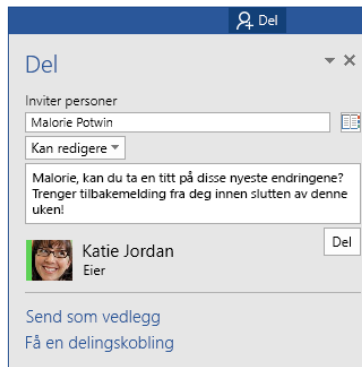 Del
Del
Inviter personer
Malorie Potwin
Kan redigere
Malorie, kan du ta en titt på disse nyeste endringene?
Trenger tilbakemelding fra deg innen slutten av denne
uken!
Del
Katie Jordan
Eier
Send som vedlegg
Få en delingskobling